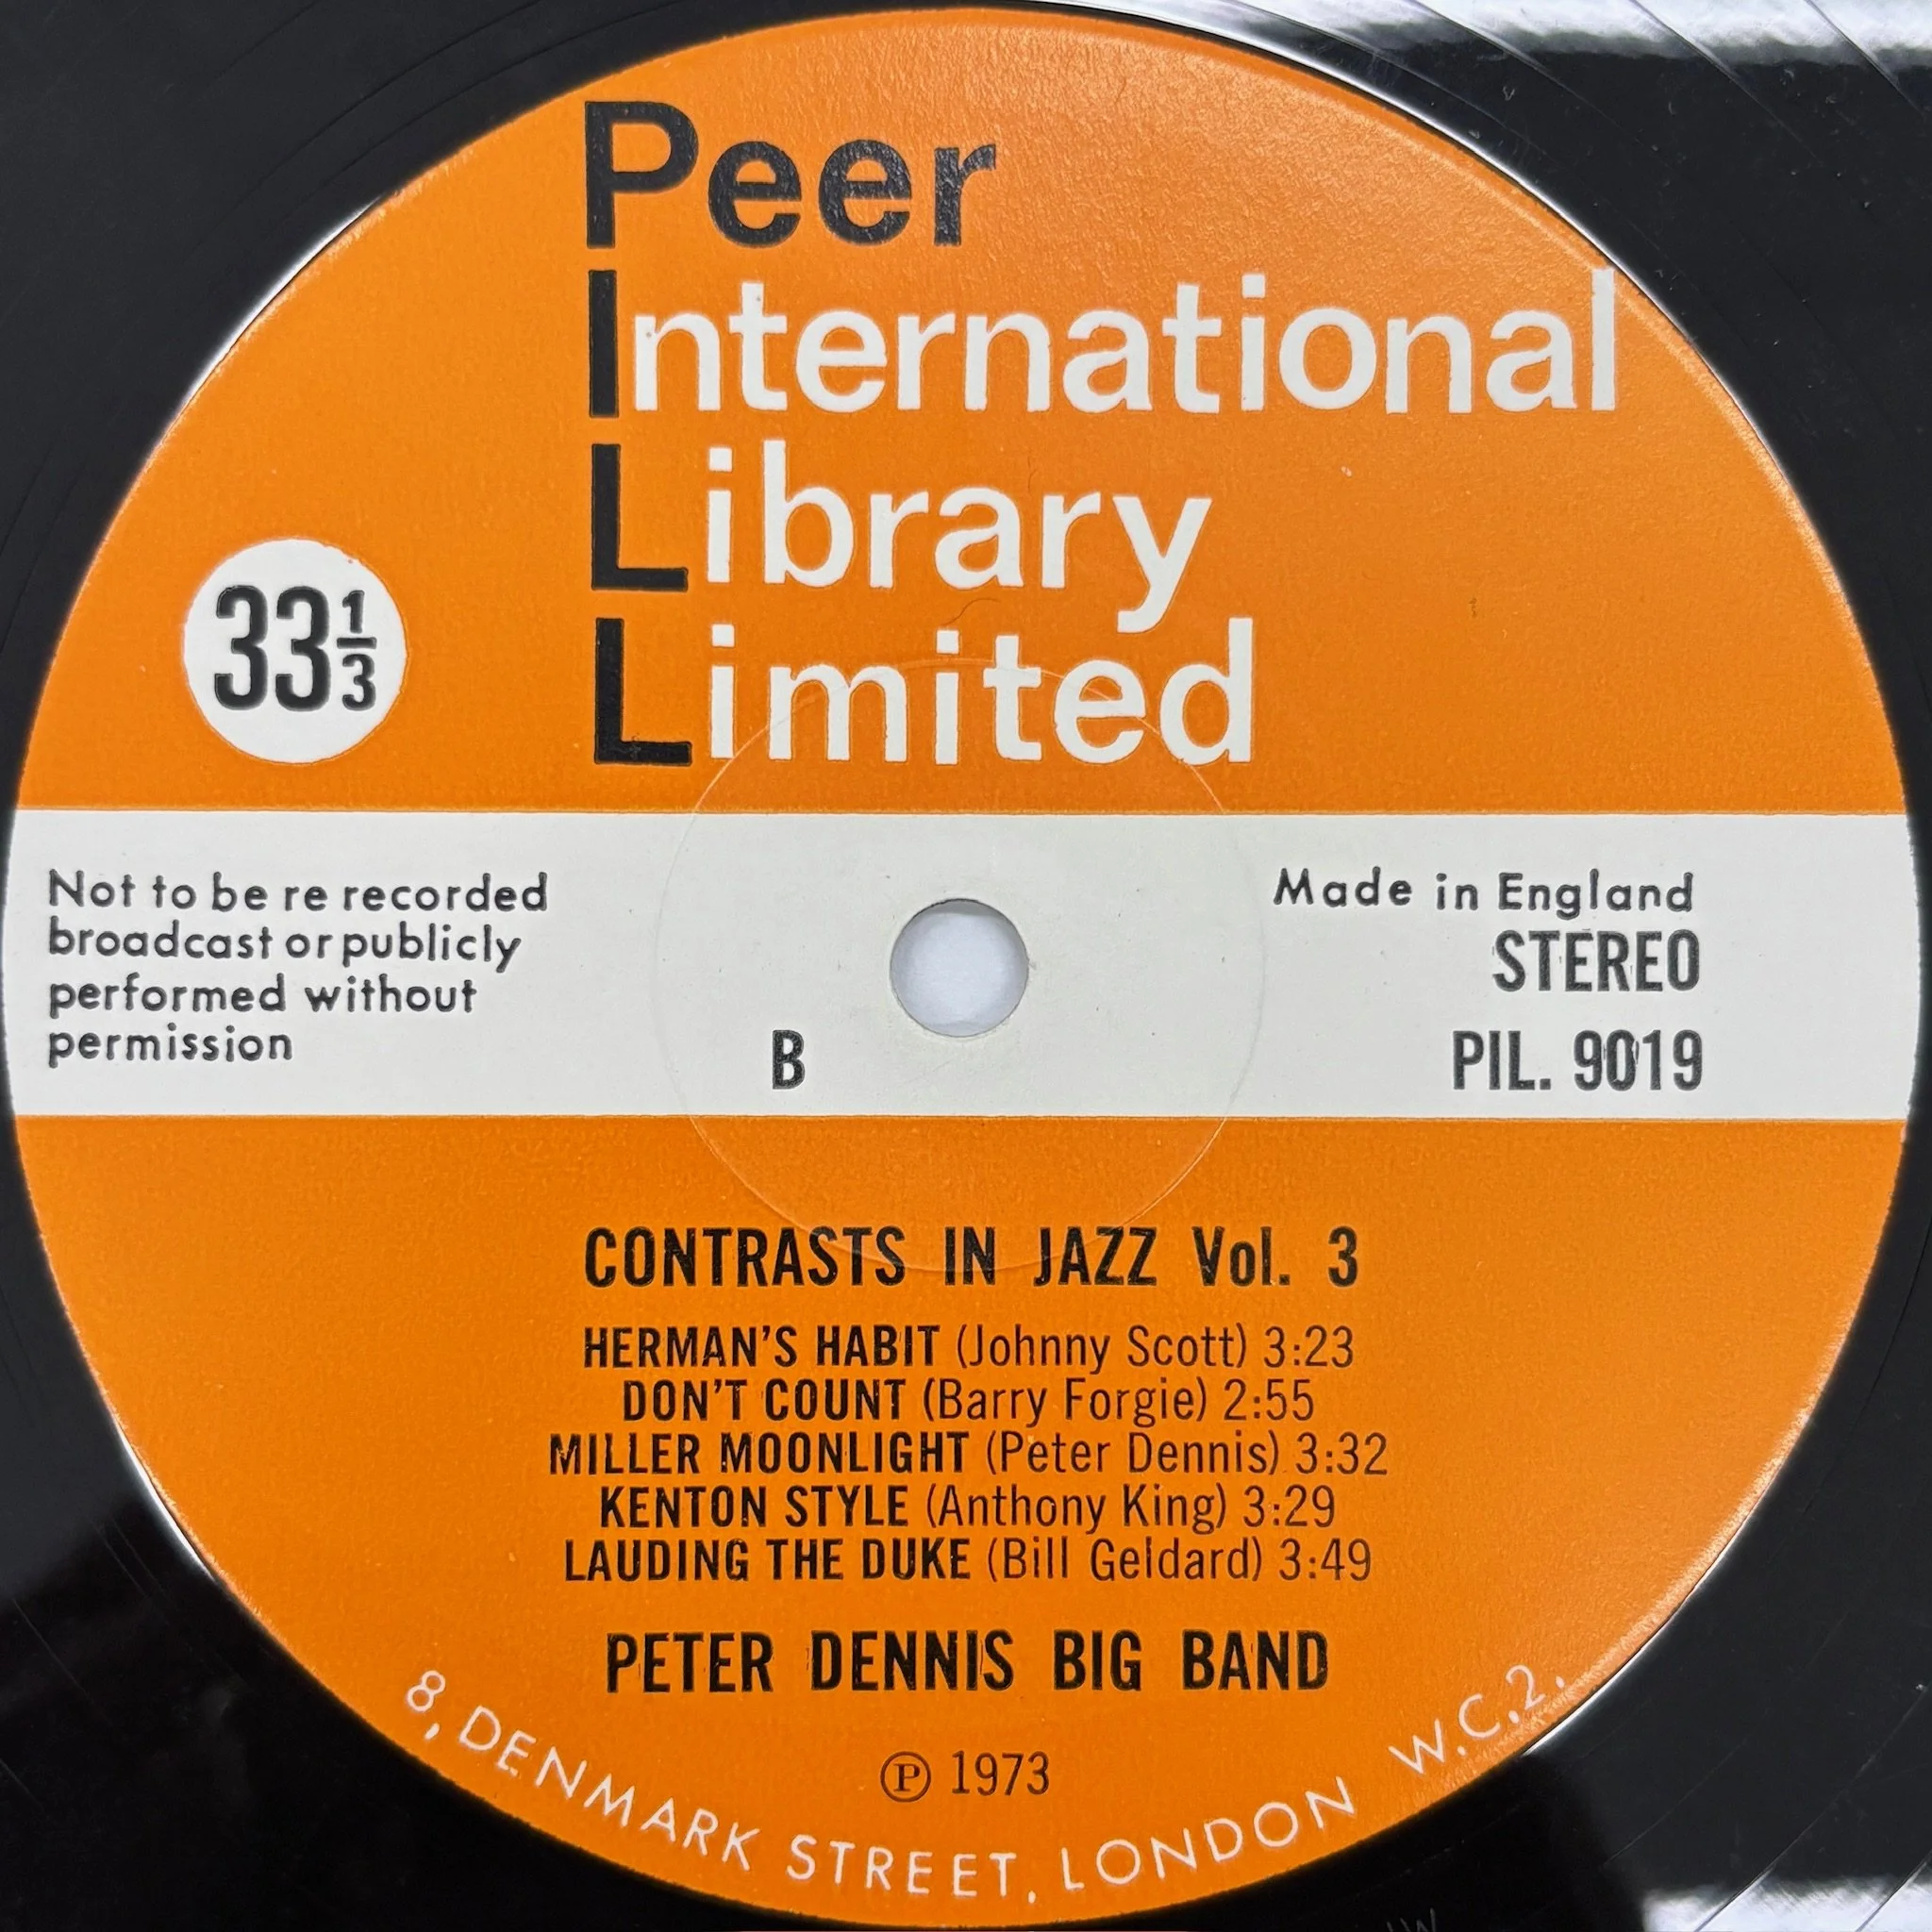 Peer
International
Library
Limited
33 1/3
Not to be re recorded
broadcast or publicly
performed without
permission
B
Made in England
STEREO
PIL. 9019
CONTRASTS IN JAZZ Vol. 3
HERMAN'S HABIT (Johnny Scott) 3:23
DON'T COUNT (Barry Forgie) 2:55
MILLER MOONLIGHT (Peter Dennis) 3:32
KENTON STYLE (Anthony King) 3:29
LAUDING THE DUKE (Bill Geldard) 3:49
PETER DENNIS BIG BAND
℗ 1973
8, DENMARK STREET, LONDON W.C.2.